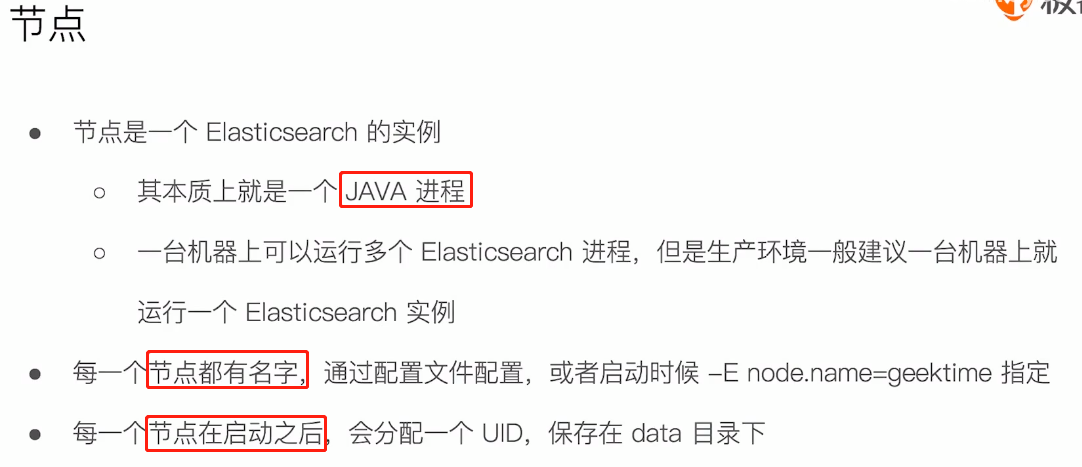 节点
● 节点是一个 Elasticsearch 的实例
○ 其本质上就是一个 JAVA 进程
○ 一台机器上可以运行多个 Elasticsearch 进程，但是生产环境一般建议一台机器上就
运行一个 Elasticsearch 实例
● 每一个节点都有名字，通过配置文件配置，或者启动时候 –E node.name=geektime 指定
● 每一个节点在启动之后，会分配一个 UID，保存在 data 目录下